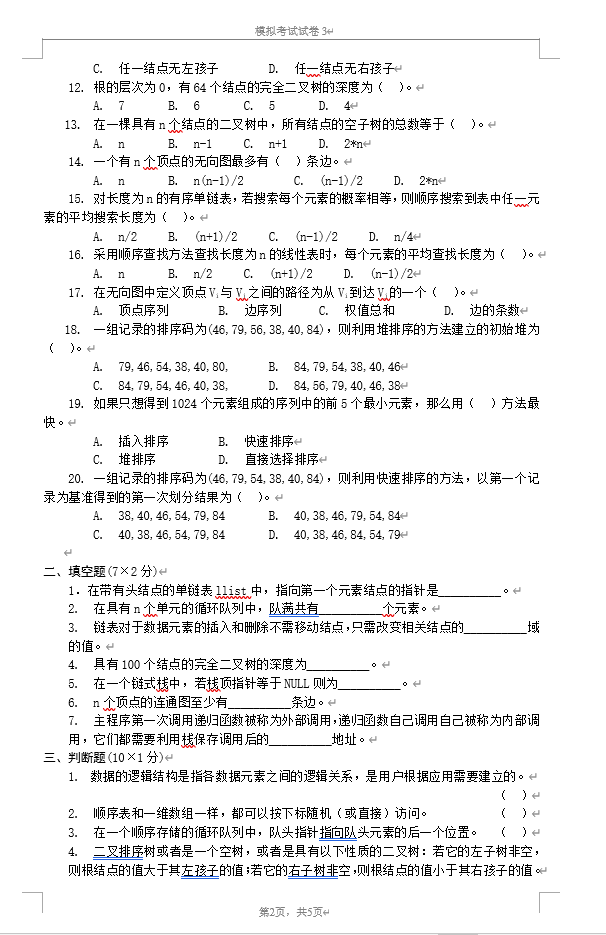 模拟考试试卷 3
C. 任一结点无左孩子 D. 任一结点无右孩子
12. 根的层次为 0，有 64 个结点的完全二叉树的深度为（ ）。
A. 7 B. 6 C. 5 D. 4
13. 在一棵具有 n 个结点的二叉树中，所有结点的空子树的总数等于（ ）。
A. n B. n-1 C. n+1 D. 2*n
14. 一个有 n 个顶点的无向图最多有（ ）条边。
A. n B. n(n-1)/2 C. (n-1)/2 D. 2*n
15. 对长度为 n 的有序单链表，若搜索每个元素的概率相等，则顺序搜索到表中任一元
素的平均搜索长度为（ ）。
A. n/2 B. (n+1)/2 C. (n-1)/2 D. n/4
16. 采用顺序查找方法查找长度为 n 的线性表时，每个元素的平均查找长度为（ ）。
A. n B. n/2 C. (n+1)/2 D. (n-1)/2
17. 在无向图中定义顶点 Vi与 Vj之间的路径为从 Vi到达 Vj的一个（ ）。
A. 顶点序列 B. 边序列 C. 权值总和 D. 边的条数
18. 一组记录的排序码为(46,79,56,38,40,84)，则利用堆排序的方法建立的初始堆为
（ ）。
A. 79,46,54,38,40,80, B. 84,79,54,38,40,46
C. 84,79,54,46,40,38, D. 84,56,79,40,46,38
19. 如果只想得到 1024 个元素组成的序列中的前 5 个最小元素，那么用（ ）方法最
快。
A. 插入排序 B. 快速排序
C. 堆排序 D. 直接选择排序
20. 一组记录的排序码为(46,79,54,38,40,84)，则利用快速排序的方法，以第一个记
录为基准得到的第一次划分结果为（ ）。
A. 38,40,46,54,79,84 B. 40,38,46,79,54,84
C. 40,38,46,54,79,84 D. 40,38,46,84,54,79
二、填空题(7×2 分)
1．在带有头结点的单链表 llist 中，指向第一个元素结点的指针是__________。
2. 在具有 n 个单元的循环队列中，队满共有__________个元素。
3. 链表对于数据元素的插入和删除不需移动结点，只需改变相关结点的__________域
的值。
4. 具有 100 个结点的完全二叉树的深度为__________。
5. 在一个链式栈中，若栈顶指针等于 NULL 则为__________。
6. n 个顶点的连通图至少有__________条边。
7. 主程序第一次调用递归函数被称为外部调用，递归函数自己调用自己被称为内部调
用，它们都需要利用栈保存调用后的__________地址。
三、判断题(10×1 分)
1. 数据的逻辑结构是指各数据元素之间的逻辑关系，是用户根据应用需要建立的。
（ ）
2. 顺序表和一维数组一样，都可以按下标随机（或直接）访问。 （ ）
3. 在一个顺序存储的循环队列中，队头指针指向队头元素的后一个位置。 （ ）
4. 二叉排序树或者是一个空树，或者是具有以下性质的二叉树：若它的左子树非空，
则根结点的值大于其左孩子的值；若它的右子树非空，则根结点的值小于其右孩子的值。
第2页，共5页